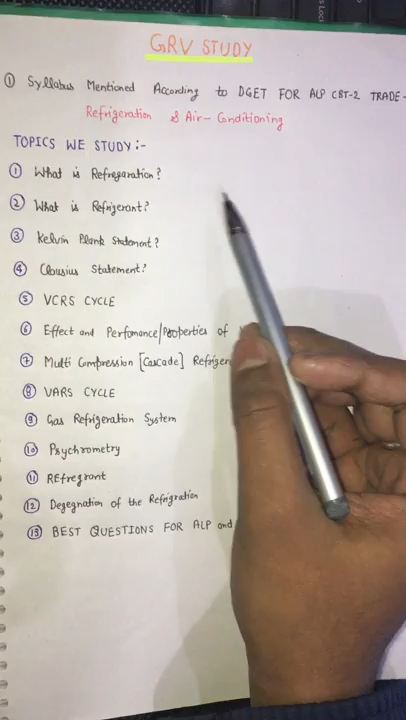 GRV STUDY
① Syllabus Mentioned According to DGET FOR ALP CBT-2 TRADE-
Refrigeration & Air-Conditioning
TOPICS WE STUDY:-
① What is Refregaration?
② What is Refrigerant?
③ Kelvin Plank Statement?
④ Clausius Statement?
⑤ VCRS CYCLE
⑥ Effect and Perfomance/Properties of
⑦ Multi Compression [Cascade] Refriger
⑧ VARS CYCLE
⑨ Gas Refrigeration System
⑩ Psychrometry
⑪ REfregrant
⑫ Degegnation of the Refrigration
⑬ BEST QUESTIONS FOR ALP and